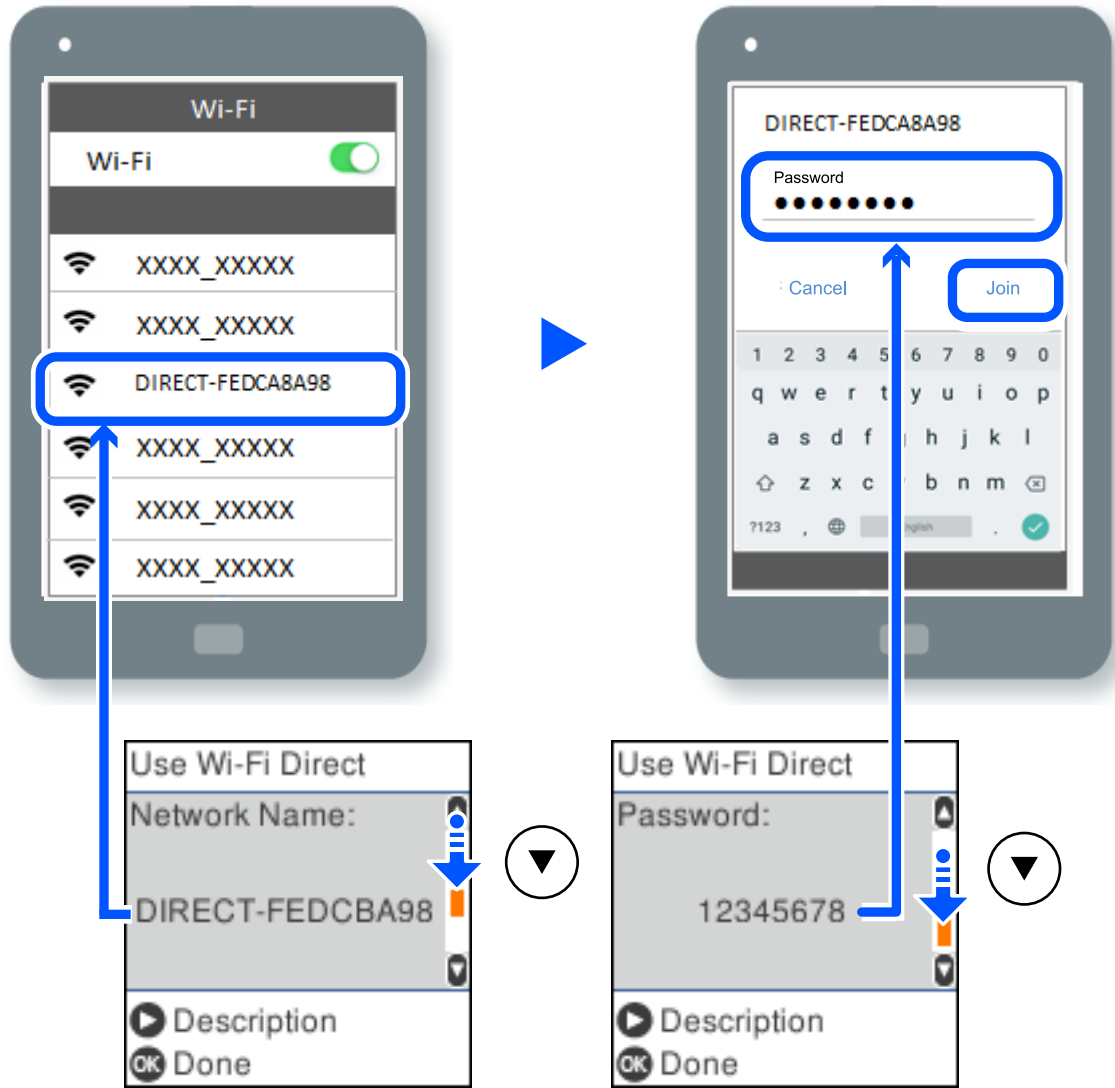 Wi-Fi
Wi-Fi
XXXX_XXXXX
XXXX_XXXXX
DIRECT-FEDCA8A98
XXXX_XXXXX
XXXX_XXXXX
XXXX_XXXXX
DIRECT-FEDCA8A98
Password
●●●●●●●●
Cancel
Join
1 2 3 4 5 6 7 8 9 0
q w e r t y u i o p
a s d f h j k l
z x c b n m
?123 , .
Use Wi-Fi Direct
Network Name:
DIRECT-FEDCBA98
Description
OK Done
Use Wi-Fi Direct
Password:
12345678
Description
OK Done